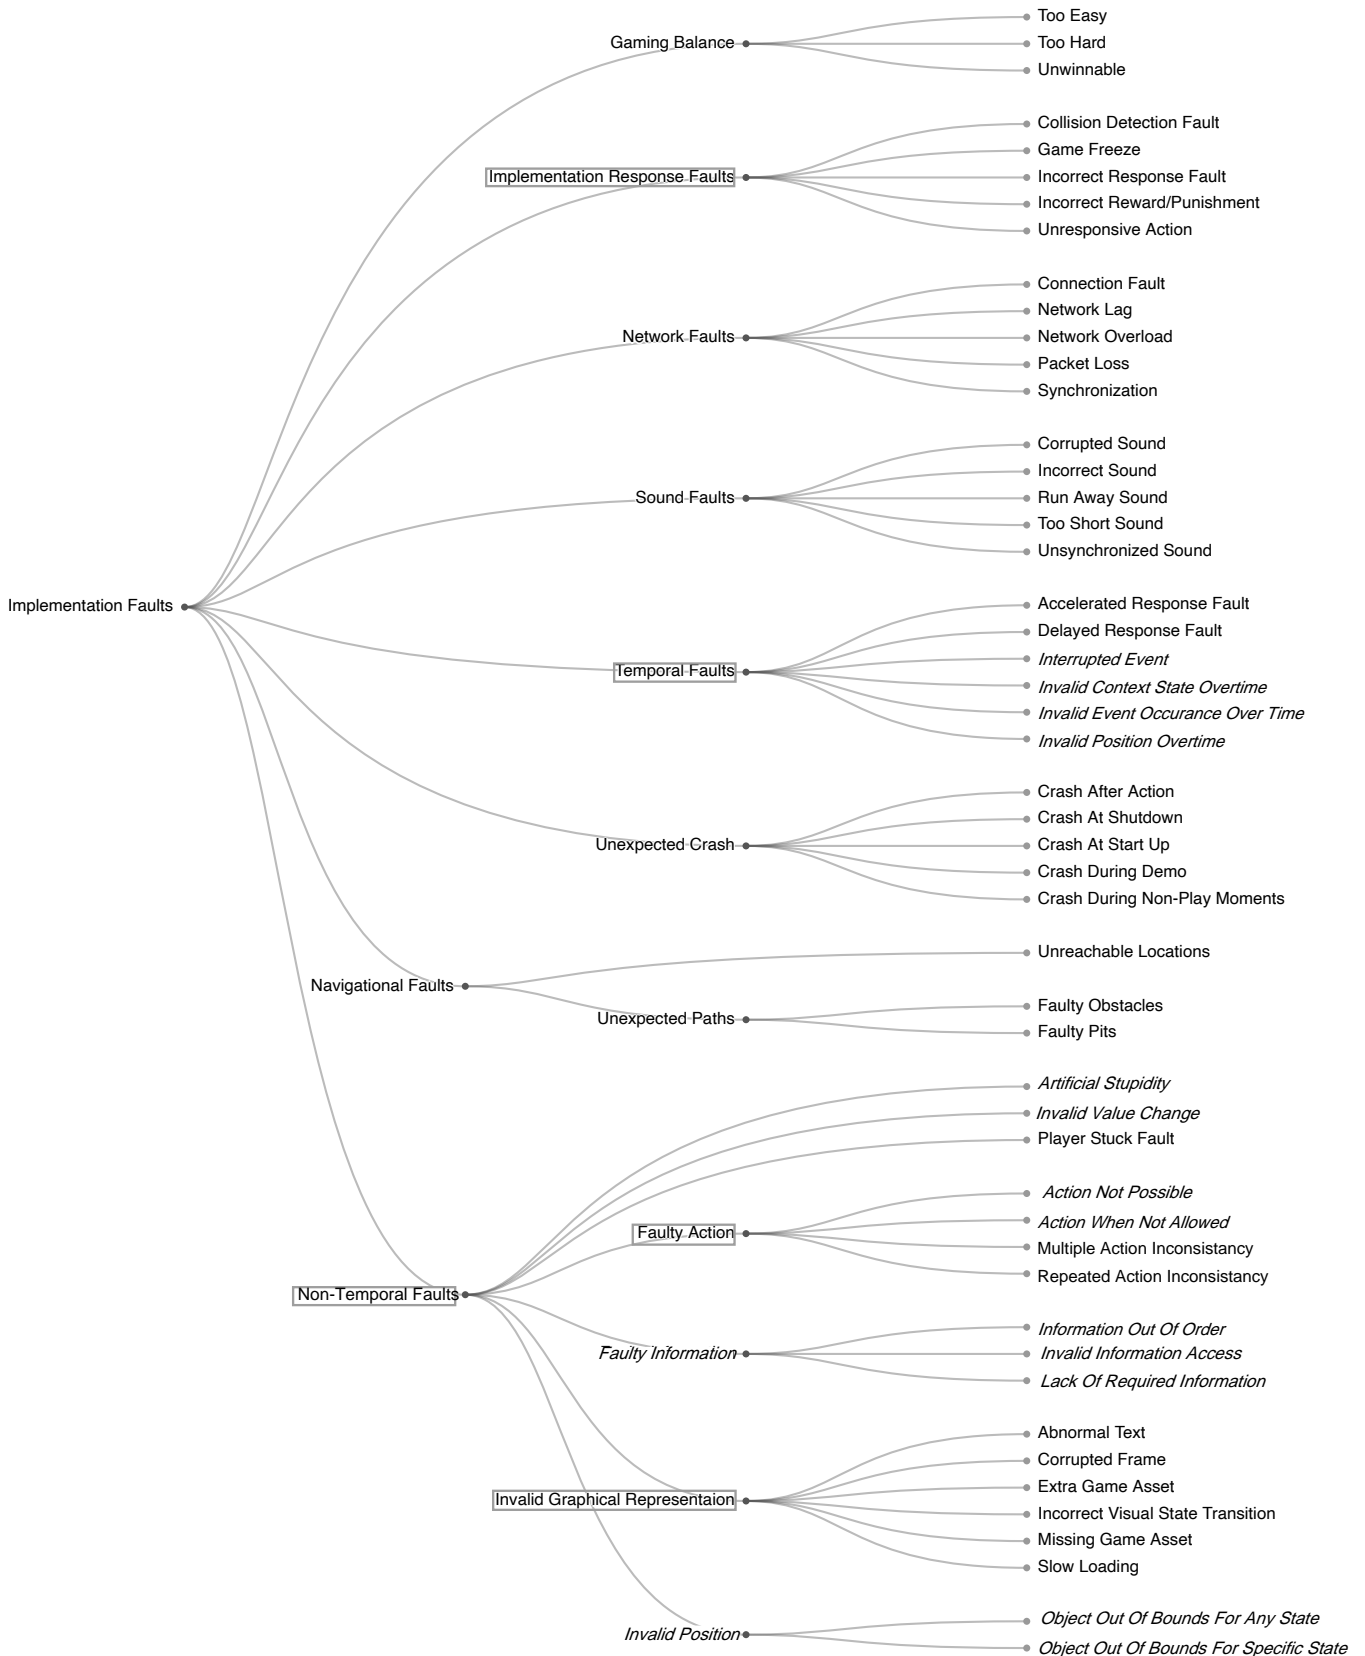 Too Easy
Gaming Balance
Too Hard
Unwinnable
Collision Detection Fault
Game Freeze
Implementation Response Faults
Incorrect Response Fault
Incorrect Reward/Punishment
Unresponsive Action
Connection Fault
Network Lag
Network Faults
Network Overload
Packet Loss
Synchronization
Corrupted Sound
Incorrect Sound
Sound Faults
Run Away Sound
Too Short Sound
Unsynchronized Sound
Implementation Faults
Accelerated Response Fault
Delayed Response Fault
Interrupted Event
Temporal Faults
Invalid Context State Overtime
Invalid Event Occurance Over Time
Invalid Position Overtime
Crash After Action
Crash At Shutdown
Unexpected Crash
Crash At Start Up
Crash During Demo
Crash During Non-Play Moments
Navigational Faults
Unreachable Locations
Unexpected Paths
Faulty Obstacles
Faulty Pits
Artificial Stupidity
Invalid Value Change
Player Stuck Fault
Action Not Possible
Action When Not Allowed
Faulty Action
Multiple Action Inconsistancy
Repeated Action Inconsistancy
Non-Temporal Faults
Information Out Of Order
Faulty Information
Invalid Information Access
Lack Of Required Information
Abnormal Text
Corrupted Frame
Extra Game Asset
Invalid Graphical Representaion
Incorrect Visual State Transition
Missing Game Asset
Slow Loading
Object Out Of Bounds For Any State
Invalid Position
Object Out Of Bounds For Specific State